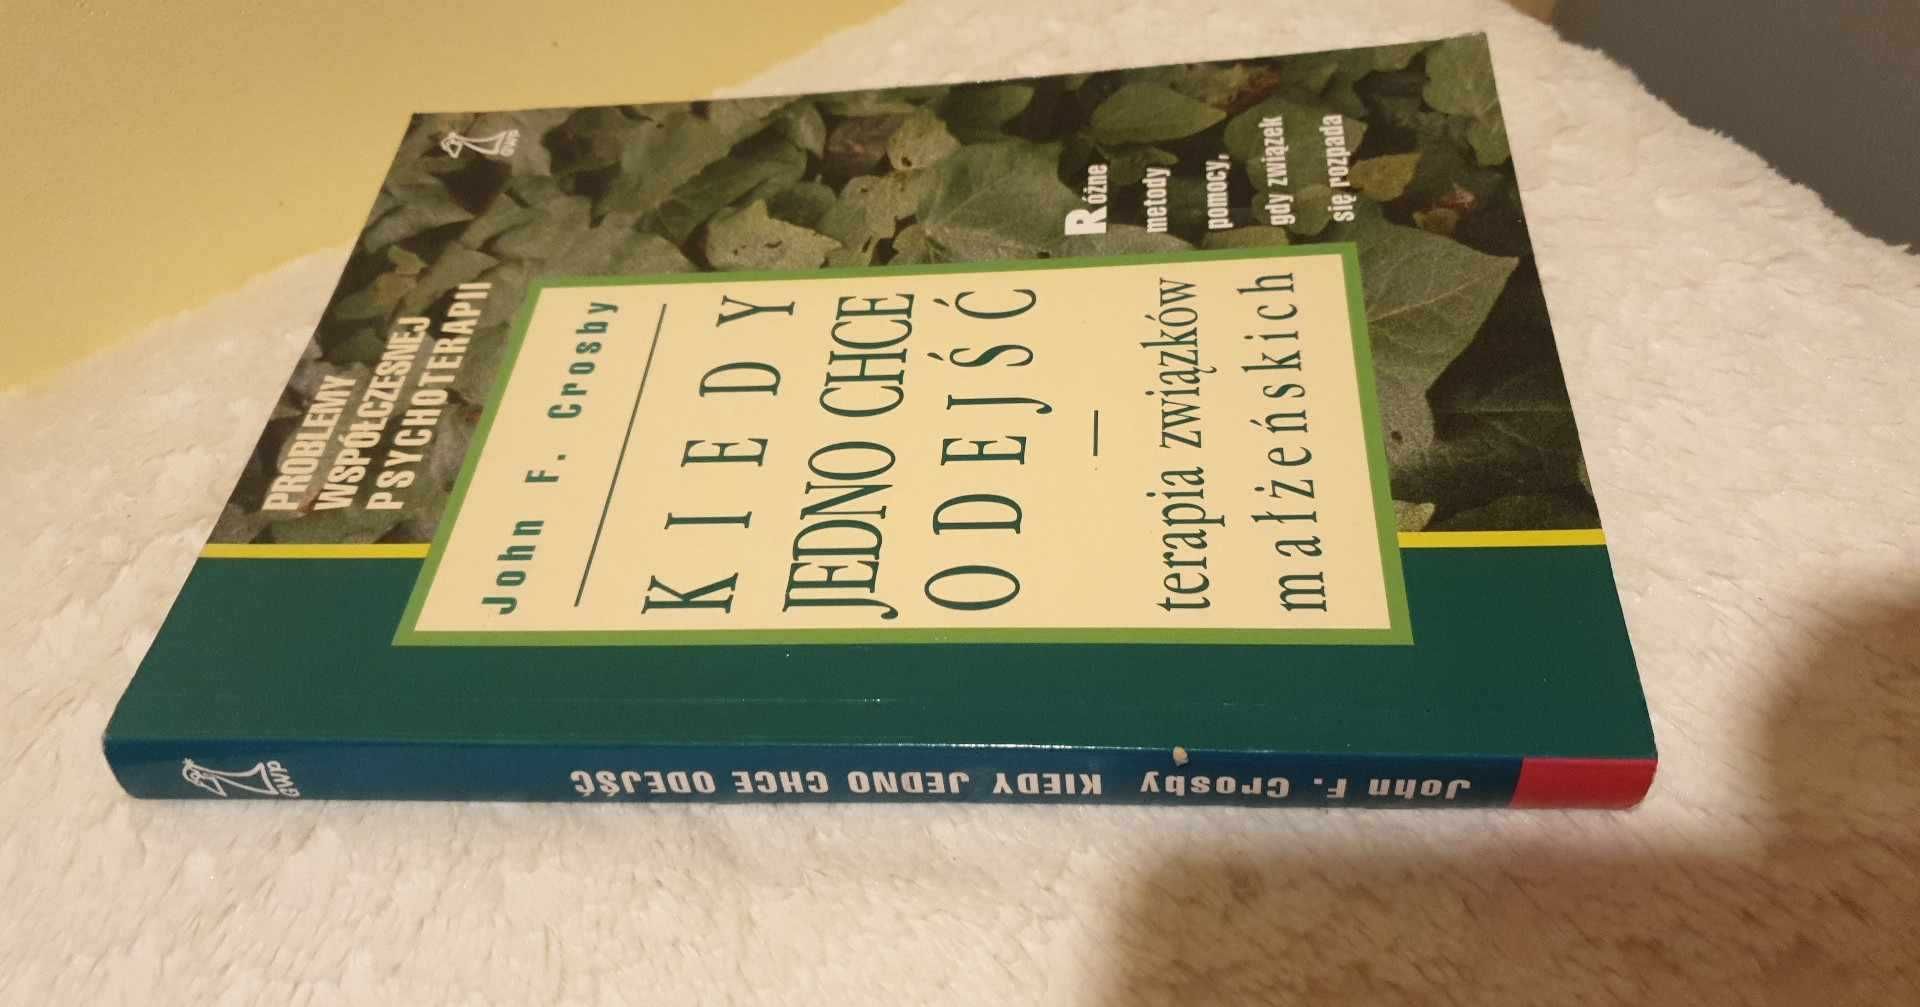 PROBLEMY
WSPÓŁCZESNEJ
PSYCHOTERAPII
GWP
John F. Crosby
KIEDY
JEDNO CHCE
ODEJŚĆ
—
terapia związków
małżeńskich
Różne
metody
pomocy,
gdy związek
się rozpada
John F. Crosby KIEDY JEDNO CHCE ODEJŚĆ
GWP